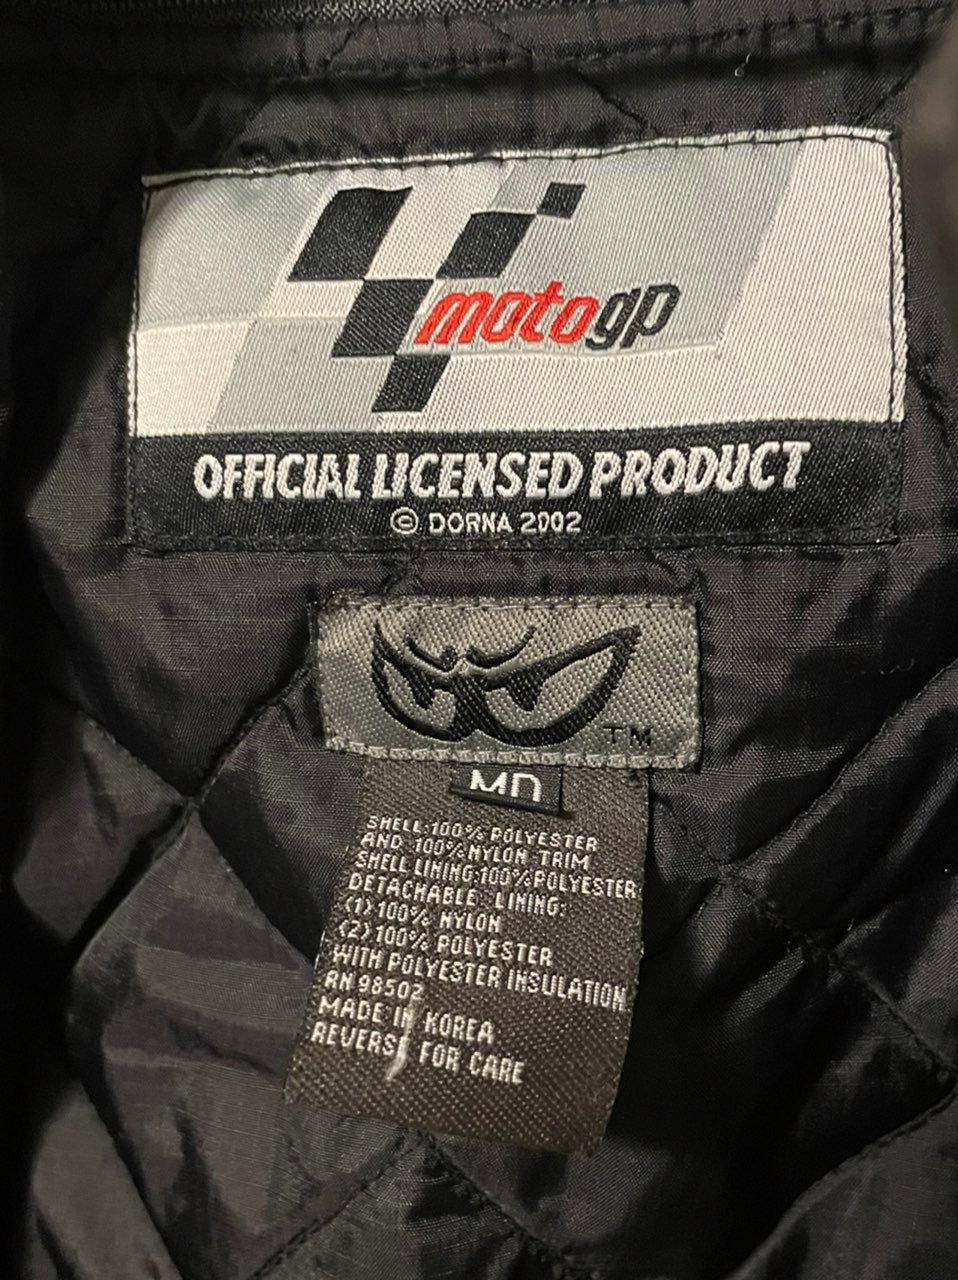 motogp
OFFICIAL LICENSED PRODUCT
© DORNA 2002
TM
MD
SHELL:100% POLYESTER
AND 100% NYLON TRIM
SHELL LINING:100% POLYESTER
DETACHABLE LINING:
(1) 100% NYLON
(2) 100% POLYESTER
WITH POLYESTER INSULATION
RN 98502
MADE IN KOREA
REVERSE FOR CARE